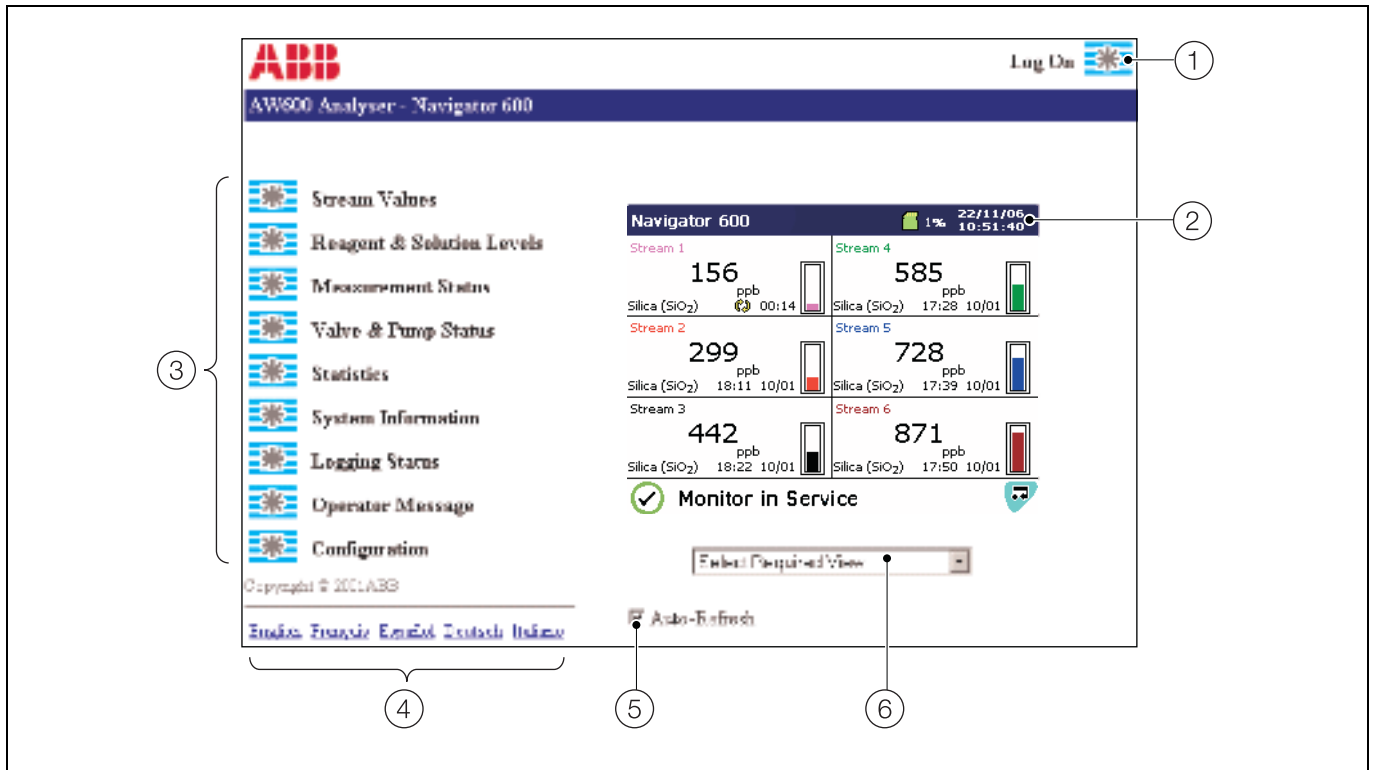 ABB
Log On
1
AW600 Analyser - Navigator 600
Stream Values
Reagent & Solution Levels
Measurement Status
Valve & Pump Status
Statistics
System Information
Logging Status
Operator Message
Configuration
3
Navigator 600
1%
22/11/06
10:51:40
2
Stream 1
156
ppb
Silica (SiO₂) 00:14
Stream 4
585
ppb
Silica (SiO₂) 17:28 10/01
Stream 2
299
ppb
Silica (SiO₂) 18:11 10/01
Stream 5
728
ppb
Silica (SiO₂) 17:39 10/01
Stream 3
442
ppb
Silica (SiO₂) 18:22 10/01
Stream 6
871
ppb
Silica (SiO₂) 17:50 10/01
Monitor in Service
Select Required View
Auto-Refresh
Copyright © ABB
English Français Español Deutsch Italiano
4
5
6